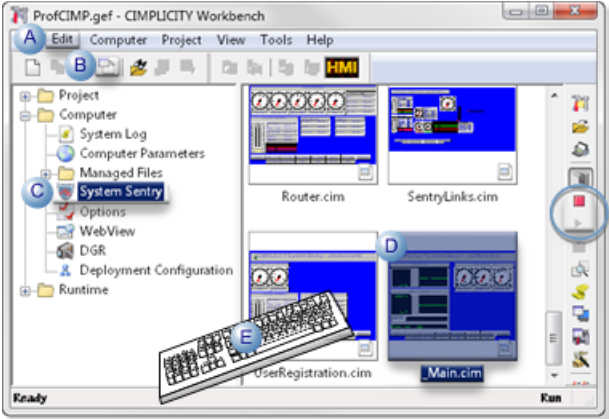 ProfCIMP.gef - CIMPLICITY Workbench
A Edit Computer Project View Tools Help
B HMI
Project
Computer
System Log
Computer Parameters
Managed Files
C System Sentry
Options
WebView
DGR
Deployment Configuration
Runtime
Router.cim SentryLinks.cim
D
E
UserRegistration.cim _Main.cim
Ready Run